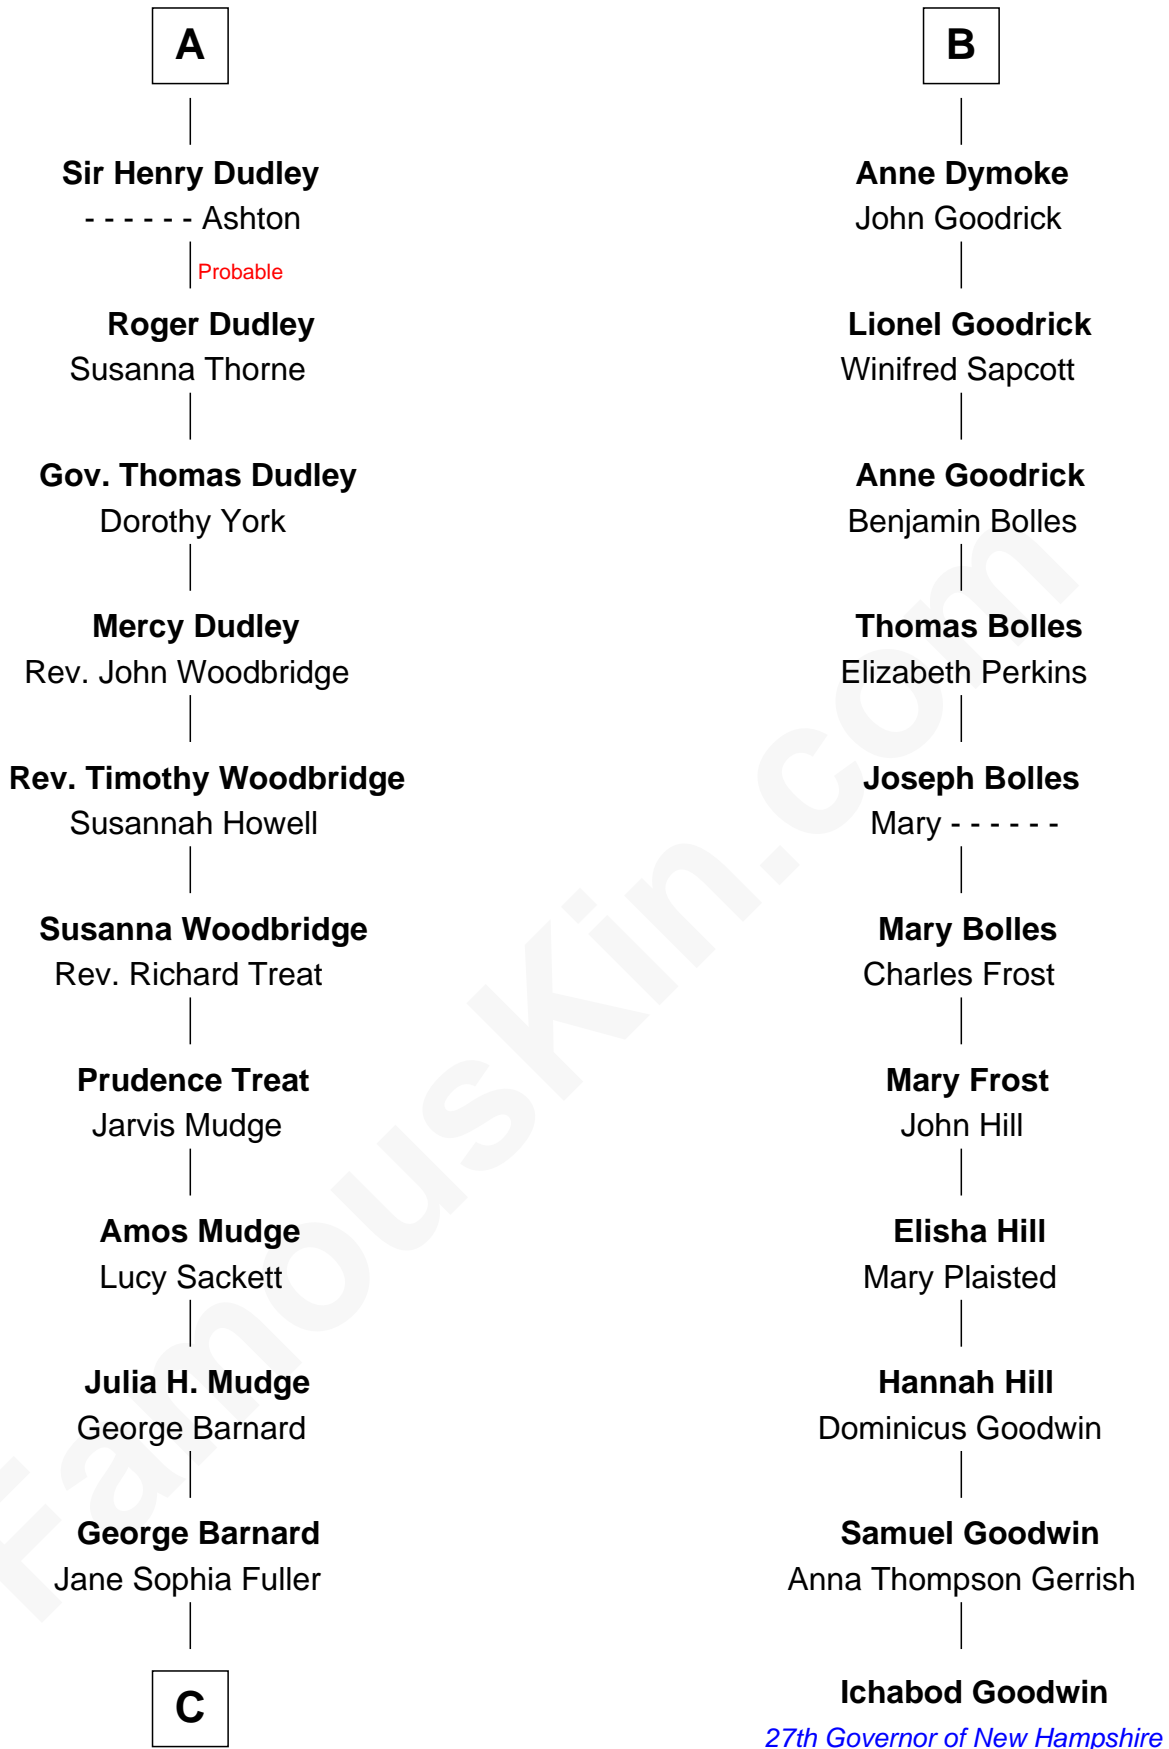 A
Sir Henry Dudley
- - - - - - Ashton
Probable
Roger Dudley
Susanna Thorne
Gov. Thomas Dudley
Dorothy York
Mercy Dudley
Rev. John Woodbridge
Rev. Timothy Woodbridge
Susannah Howell
Susanna Woodbridge
Rev. Richard Treat
Prudence Treat
Jarvis Mudge
Amos Mudge
Lucy Sackett
Julia H. Mudge
George Barnard
George Barnard
Jane Sophia Fuller
C
B
Anne Dymoke
John Goodrick
Lionel Goodrick
Winifred Sapcott
Anne Goodrick
Benjamin Bolles
Thomas Bolles
Elizabeth Perkins
Joseph Bolles
Mary - - - - - -
Mary Bolles
Charles Frost
Mary Frost
John Hill
Elisha Hill
Mary Plaisted
Hannah Hill
Dominicus Goodwin
Samuel Goodwin
Anna Thompson Gerrish
Ichabod Goodwin
27th Governor of New Hampshire
FamousKin.com